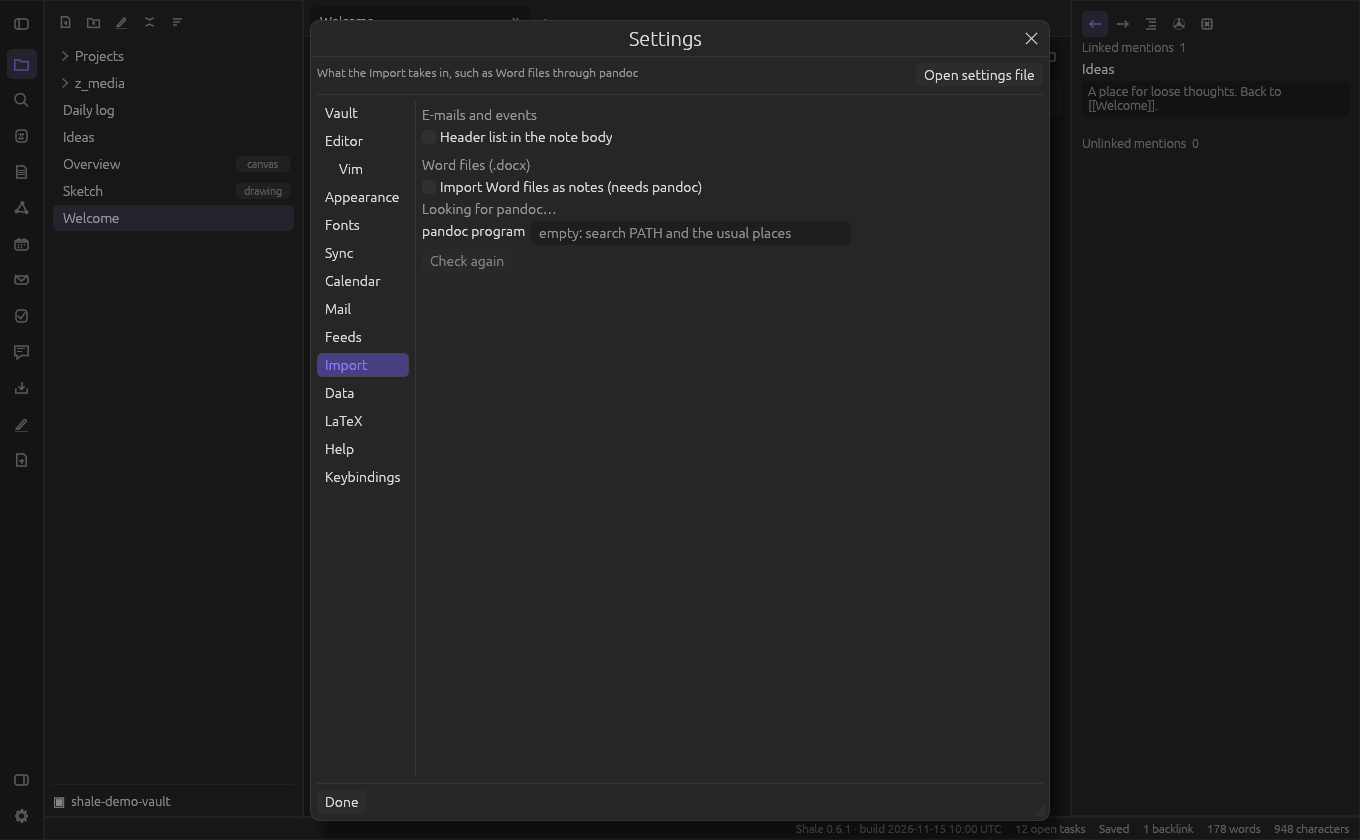 Projects
z_media
Daily log
Ideas
Overview canvas
Sketch drawing
Welcome
shale-demo-vault
Welcome
Settings
What the Import takes in, such as Word files through pandoc
Open settings file
Vault
Editor
Vim
Appearance
Fonts
Sync
Calendar
Mail
Feeds
Import
Data
LaTeX
Help
Keybindings
E-mails and events
Header list in the note body
Word files (.docx)
Import Word files as notes (needs pandoc)
Looking for pandoc…
pandoc program empty: search PATH and the usual places
Check again
Done
Linked mentions 1
Ideas
A place for loose thoughts. Back to
[[Welcome]].
Unlinked mentions 0
Shale 0.6.1 · build 2026-11-15 10:00 UTC 12 open tasks Saved 1 backlink 178 words 948 characters